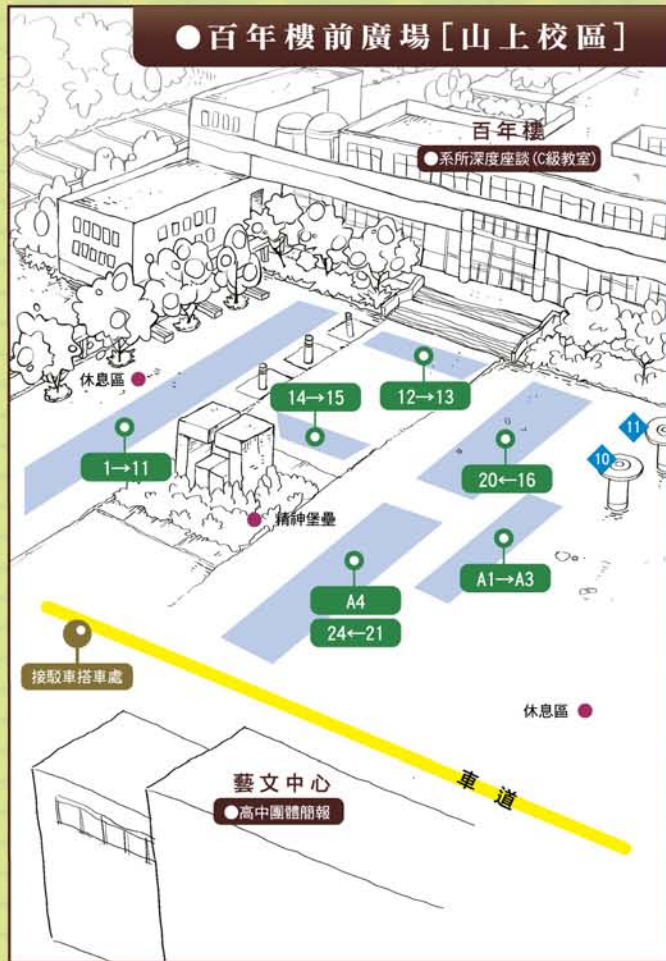 ●百年樓前廣場[山上校區]
百年樓
●系所深度座談(C級教室)
休息區
14→15
12→13
11
1→11
10
20←16
精神堡壘
A1→A3
A4
24←21
接駁車搭車處
休息區
車道
藝文中心
●高中團體簡報